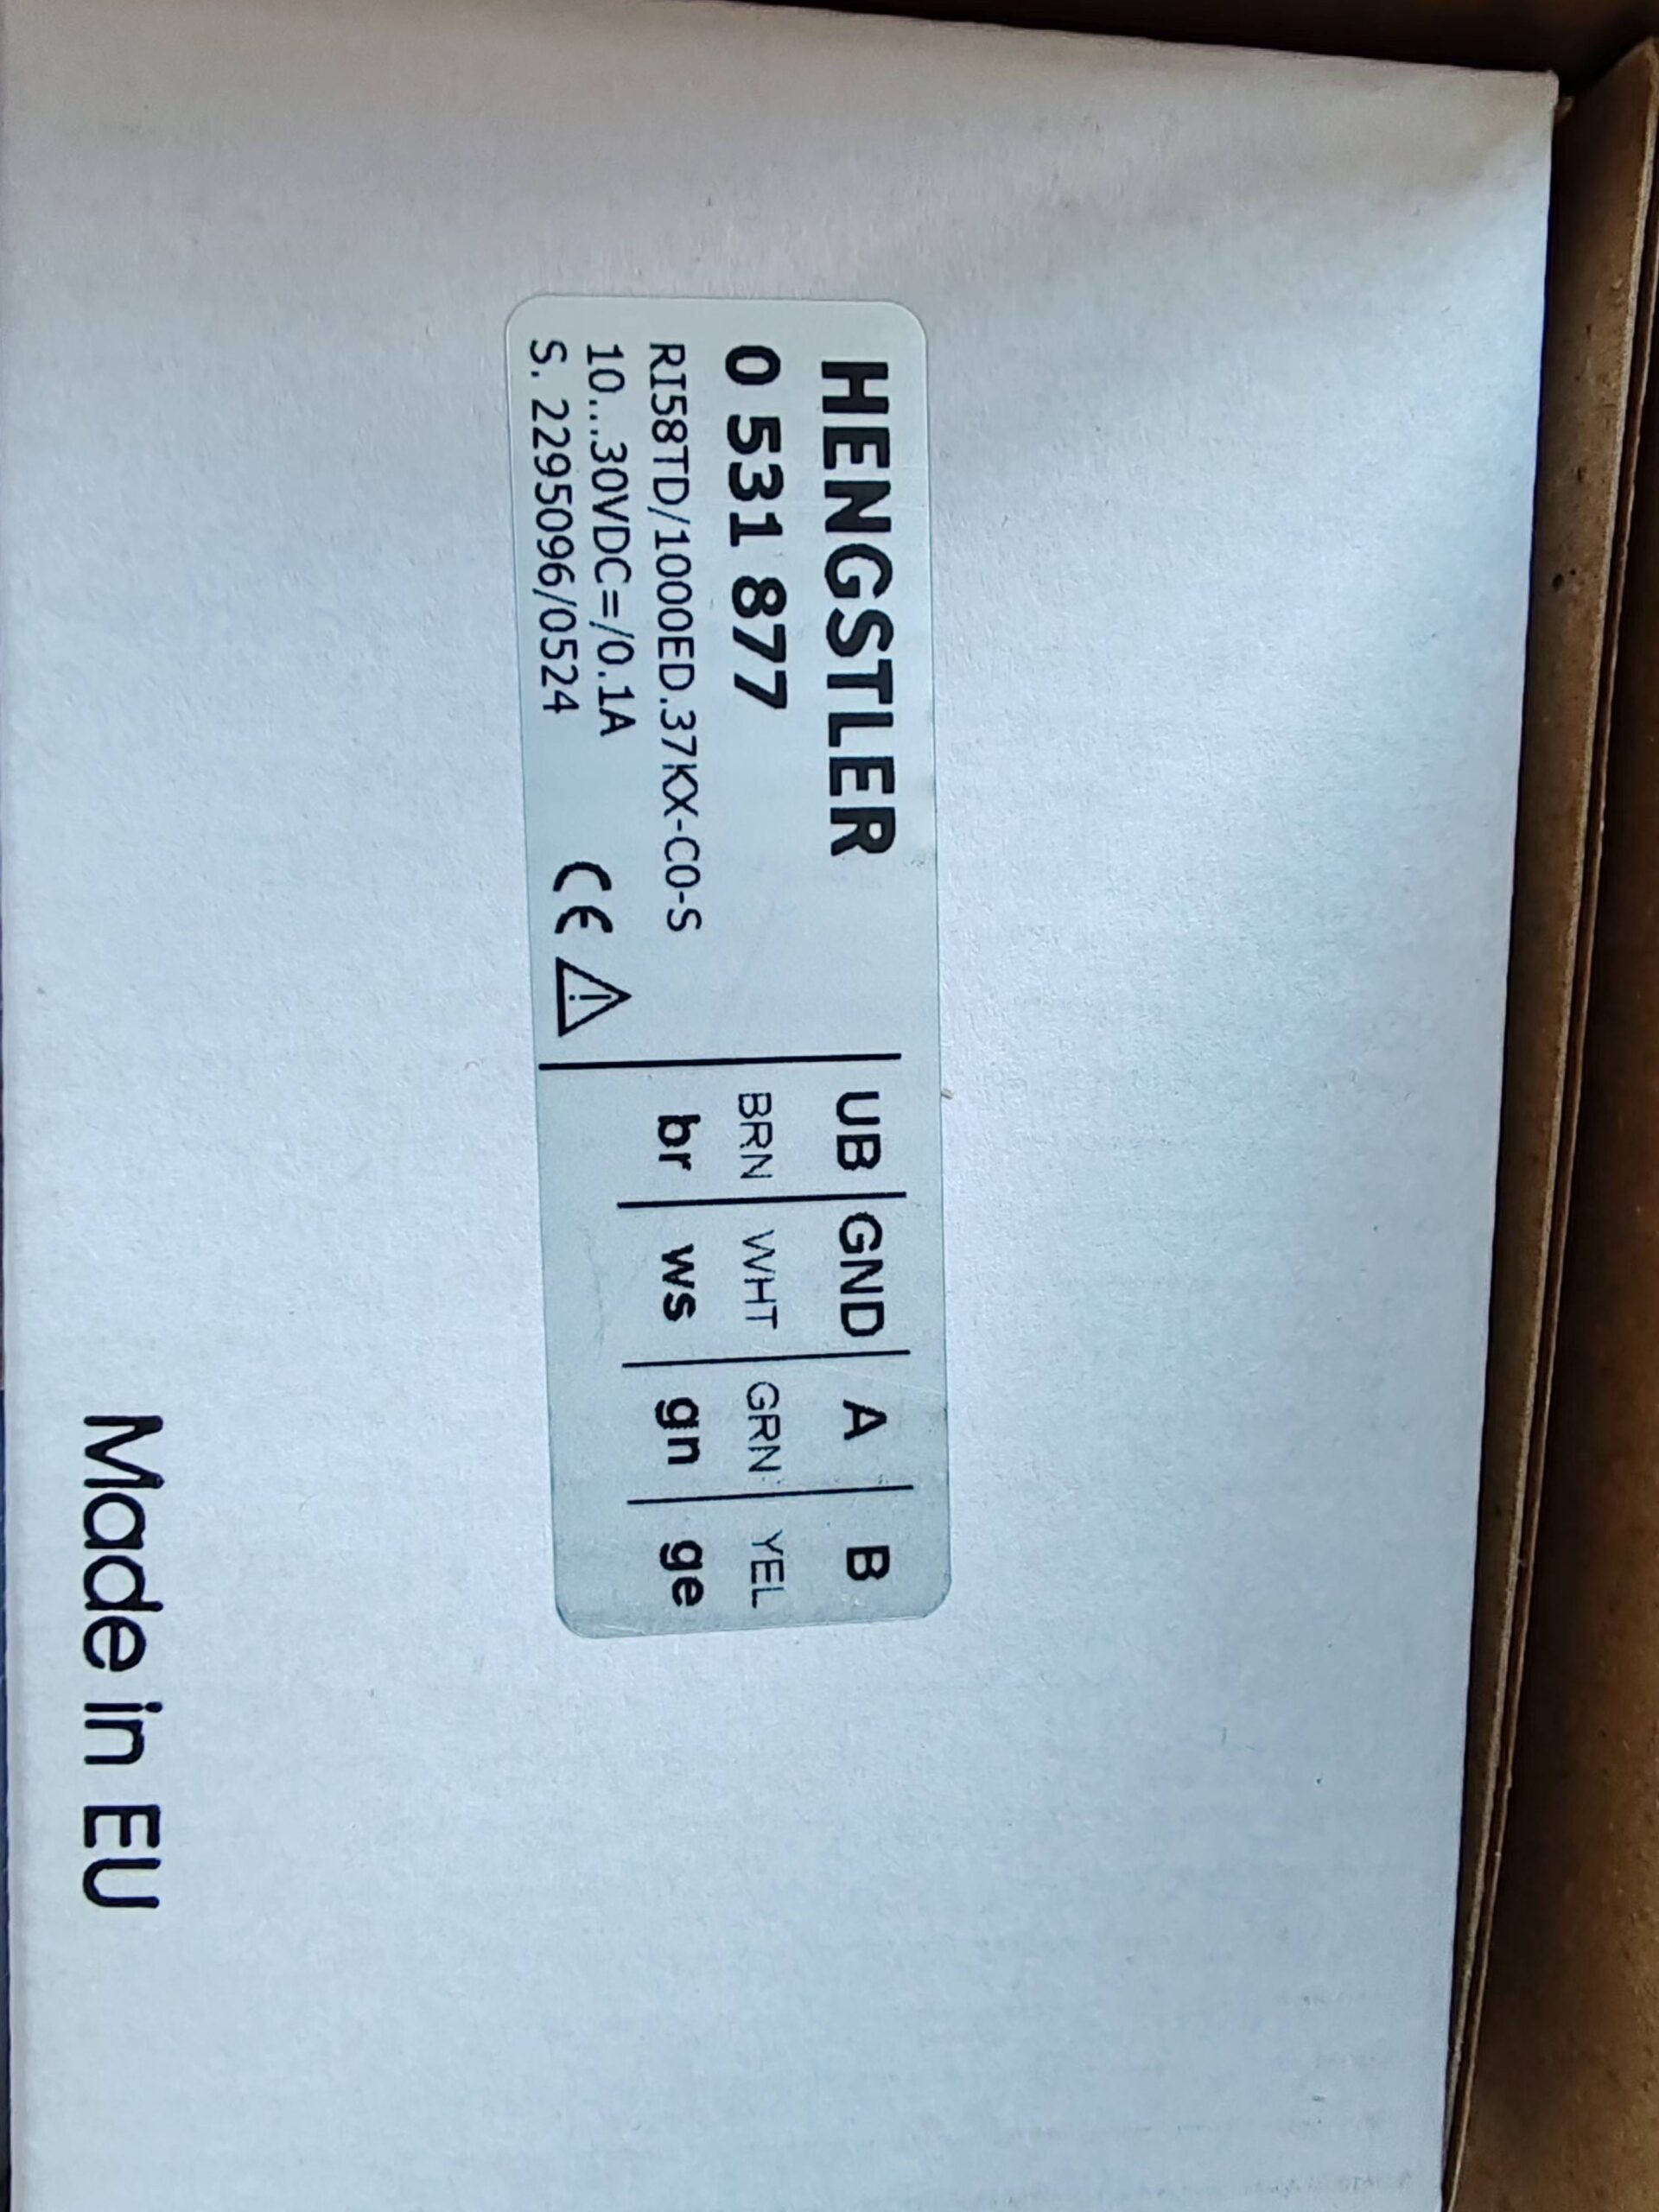 HENGSTLER
0 531 877
RI58TD/1000ED.37KX-C0-S
10...30VDC=/0.1A
S. 2295096/0524 CE
UB GND A B
BRN WHT GRN YEL
br ws gn ge
Made in EU